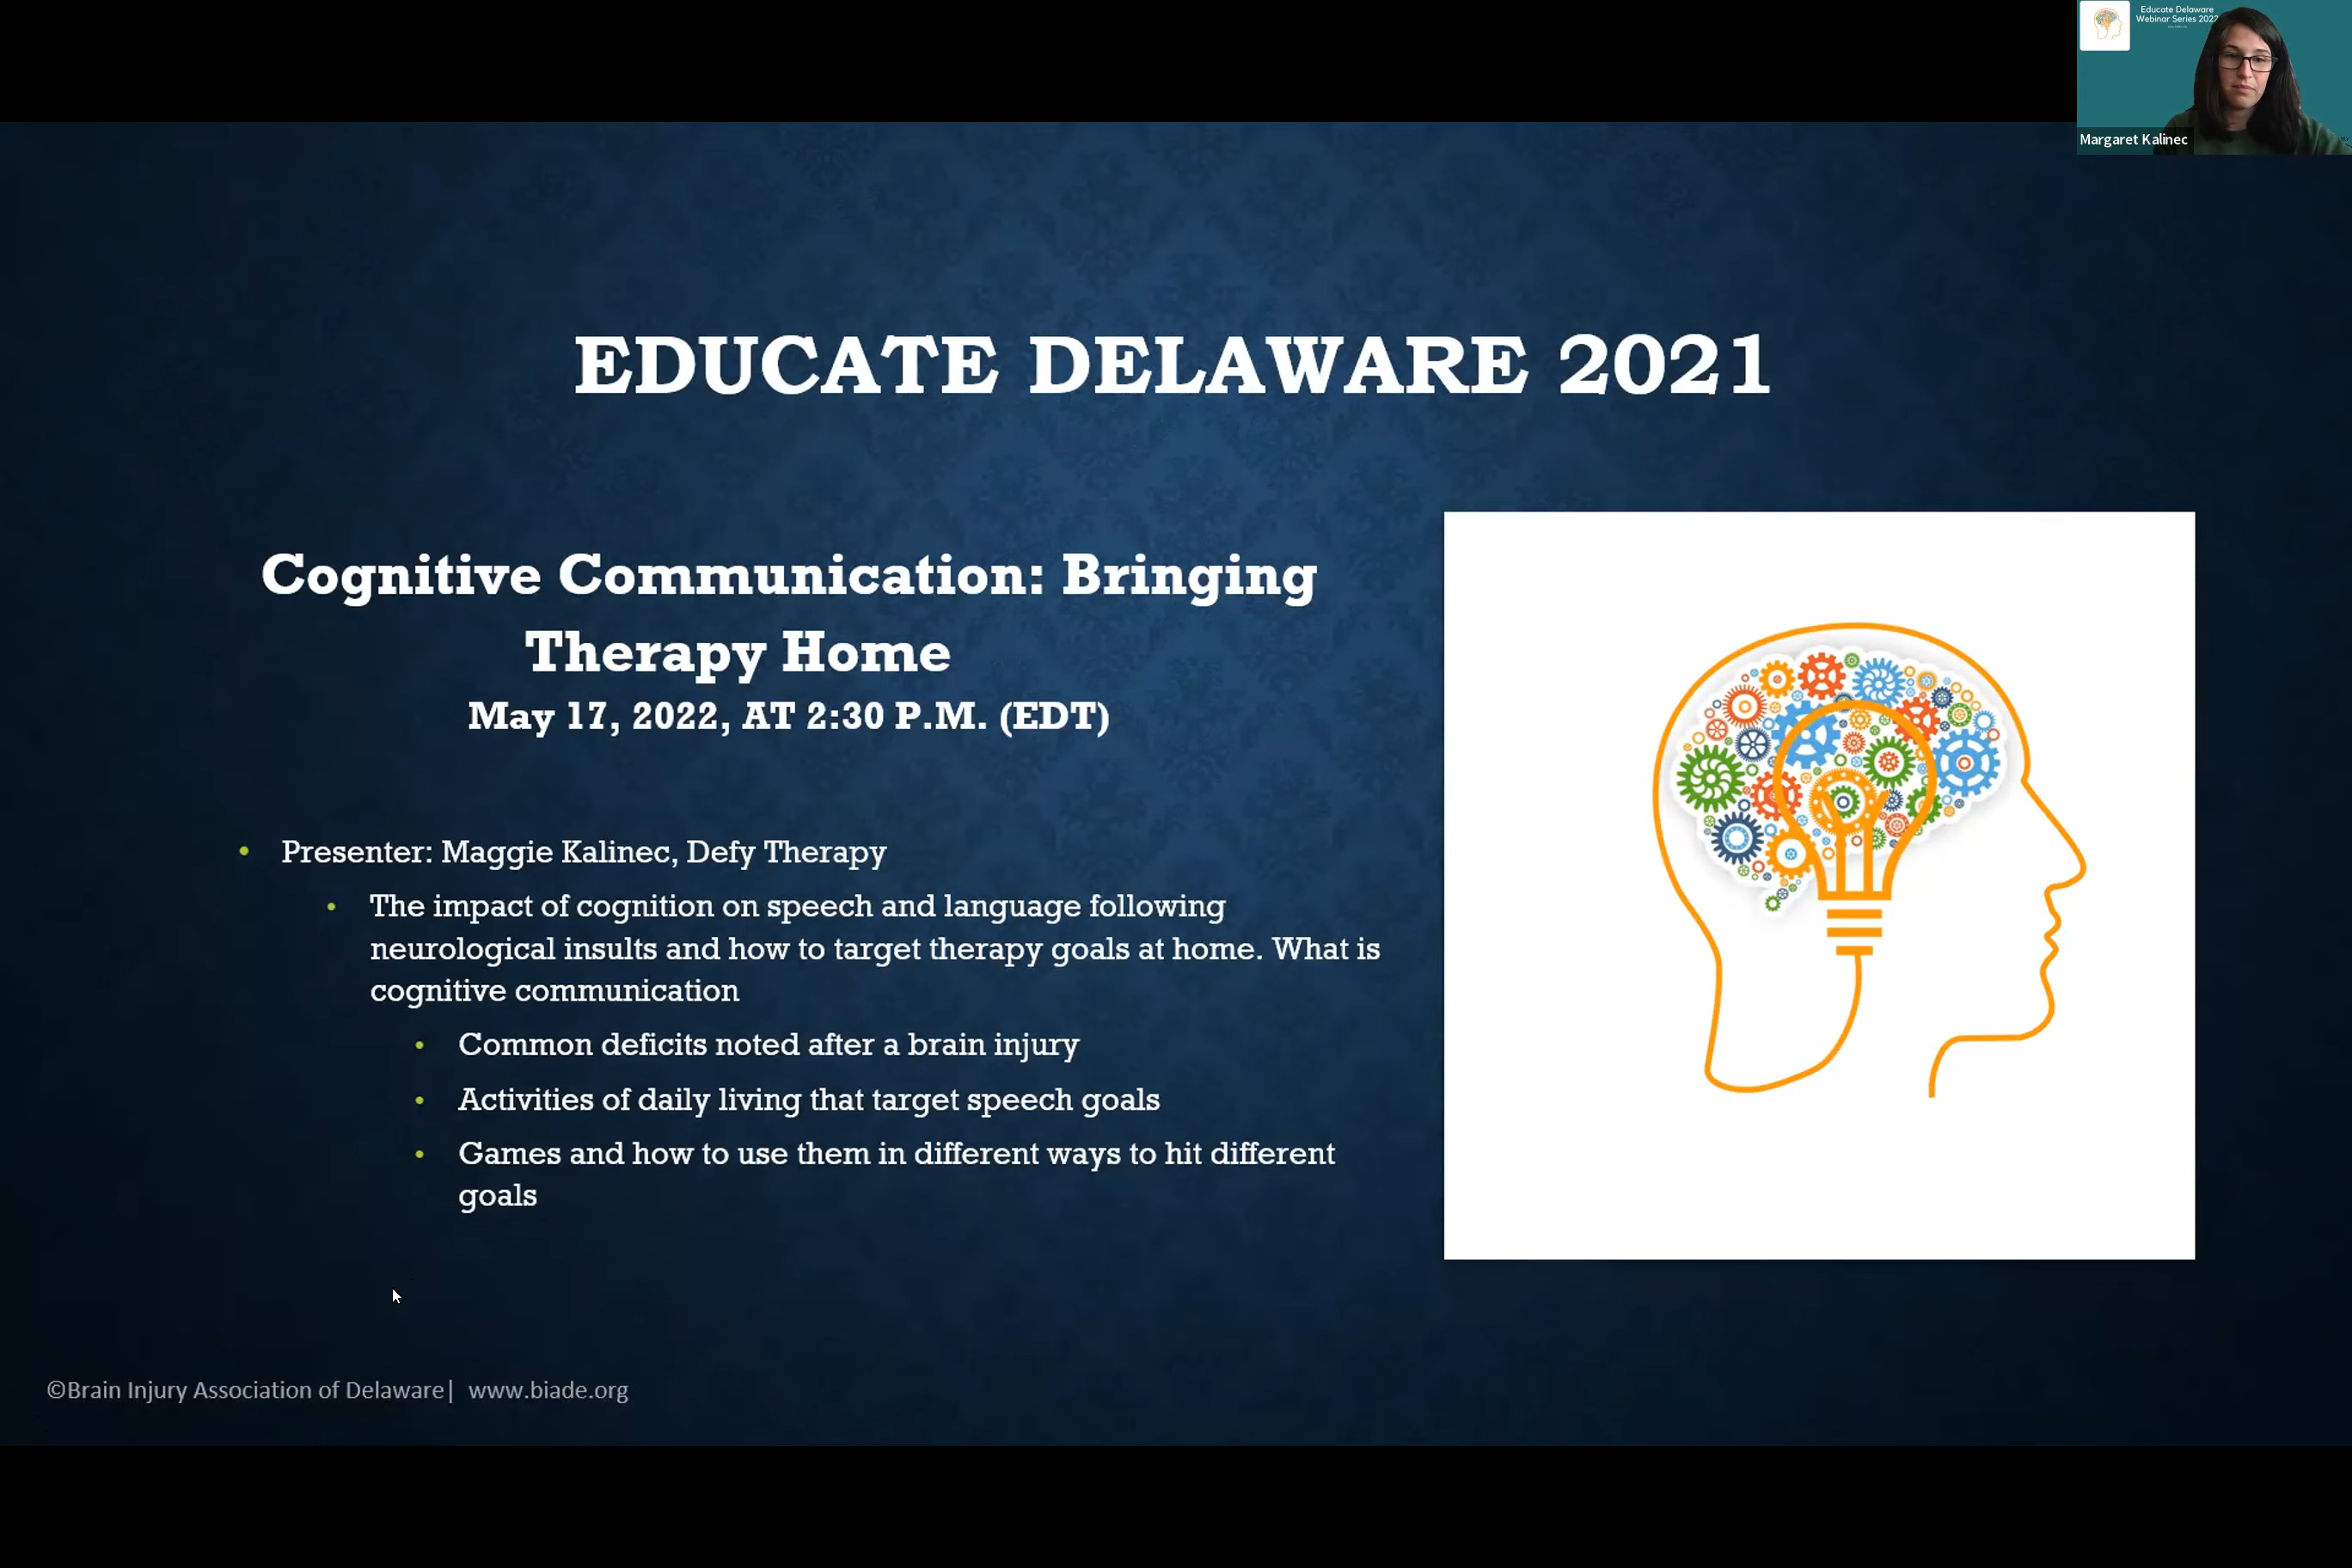 Educate Delaware
Webinar Series 2022
Margaret Kalinec
EDUCATE DELAWARE 2021
Cognitive Communication: Bringing
Therapy Home
May 17, 2022, AT 2:30 P.M. (EDT)
• Presenter: Maggie Kalinec, Defy Therapy
• The impact of cognition on speech and language following
neurological insults and how to target therapy goals at home. What is
cognitive communication
• Common deficits noted after a brain injury
• Activities of daily living that target speech goals
• Games and how to use them in different ways to hit different
goals
©Brain Injury Association of Delaware| www.biade.org